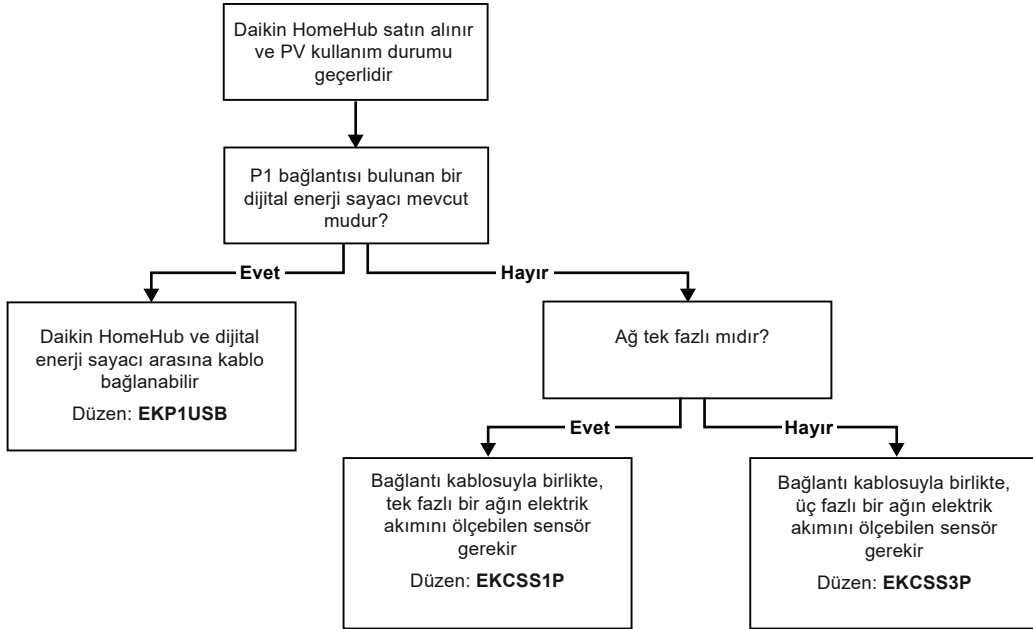 Daikin HomeHub satın alınır
ve PV kullanım durumu
geçerlidir
P1 bağlantısı bulunan bir
dijital enerji sayacı mevcut
mudur?
Evet
Hayır
Daikin HomeHub ve dijital
enerji sayacı arasına kablo
bağlanabilir
Düzen: EKP1USB
Ağ tek fazlı mıdır?
Evet
Hayır
Bağlantı kablosuyla birlikte,
tek fazlı bir ağın elektrik
akımını ölçebilen sensör
gerekir
Düzen: EKCSS1P
Bağlantı kablosuyla birlikte,
üç fazlı bir ağın elektrik
akımını ölçebilen sensör
gerekir
Düzen: EKCSS3P